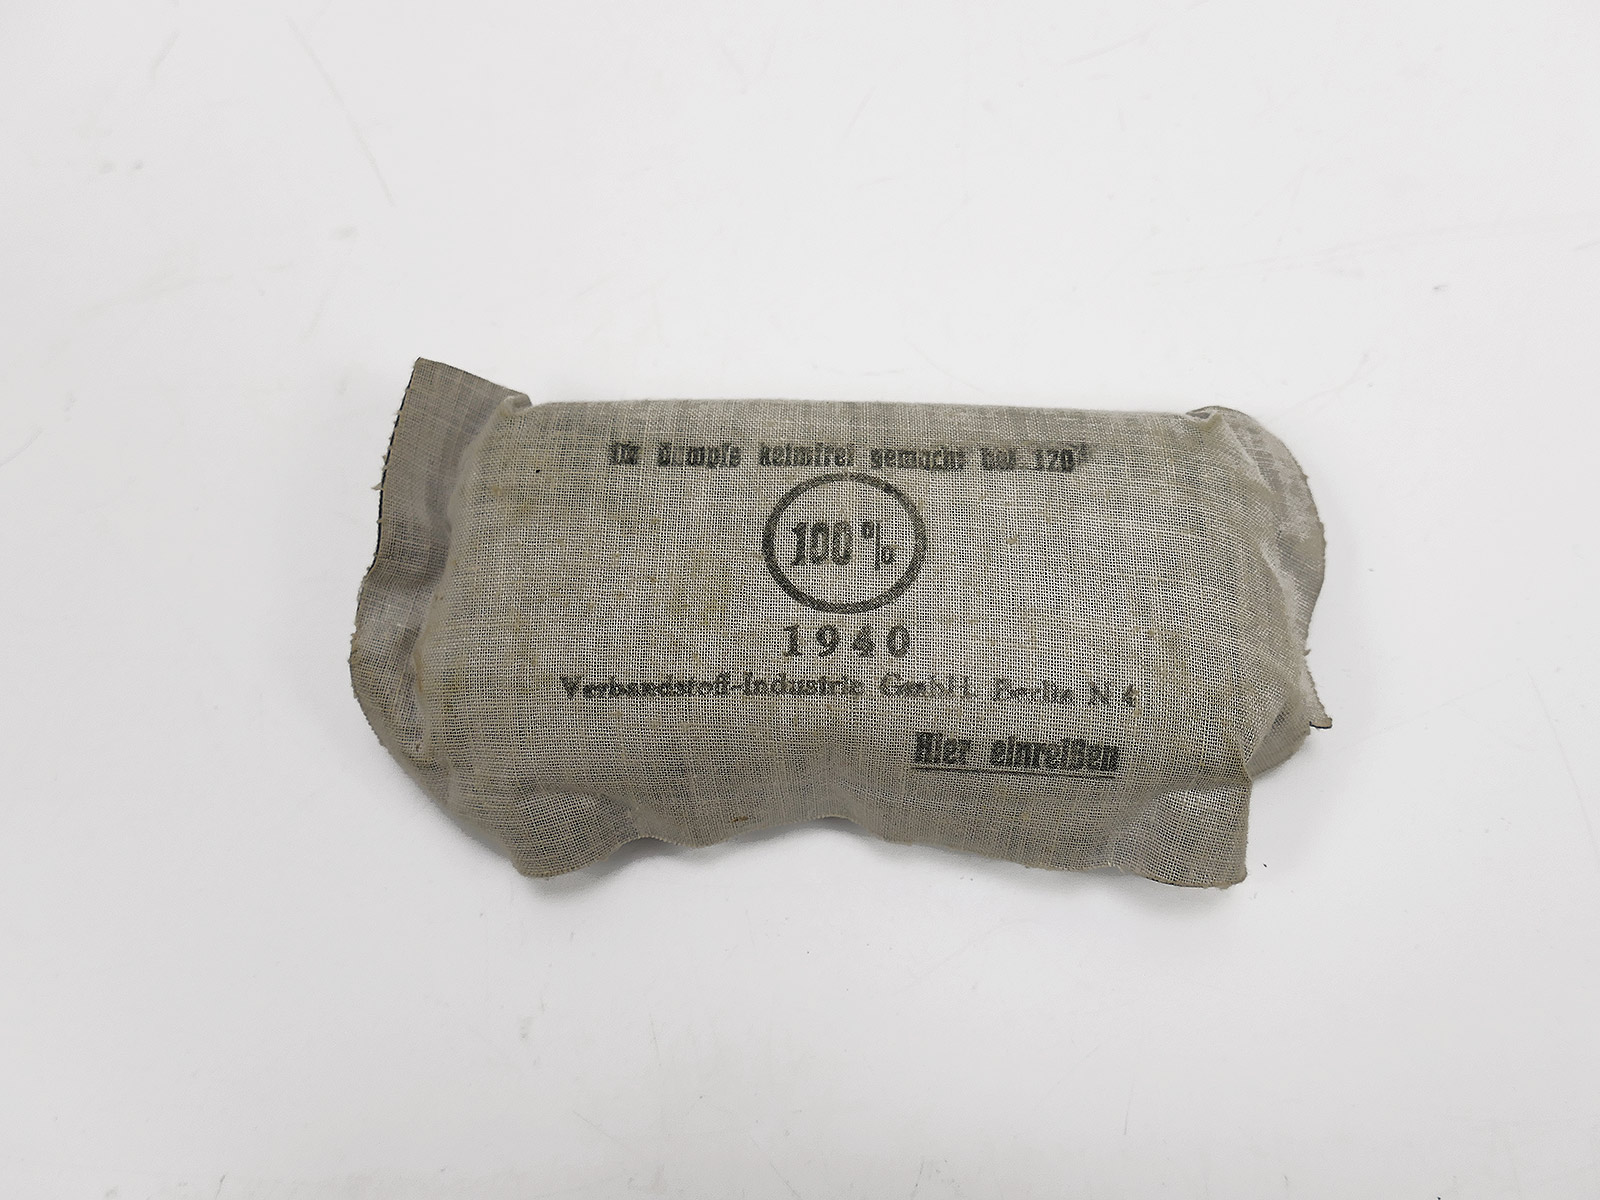 Im Dampfe keimfrei gemacht bei 120°
100%
1940
Verbandstoff-Industrie GmbH. Berlin N 4
Hier einreißen